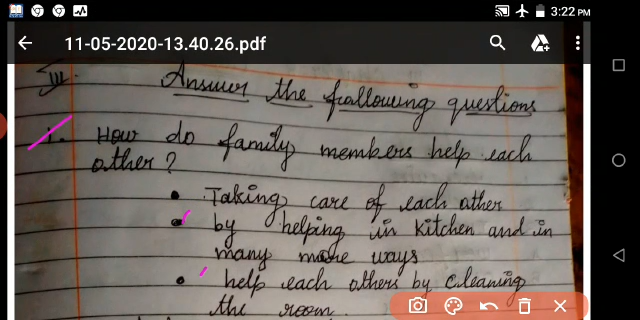 3:22 PM
11-05-2020-13.40.26.pdf
III. Answer the following questions
1. How do family members help each
other?
• Taking care of each other
• by helping in kitchen and in
many more ways
• help each others by cleaning
the room.